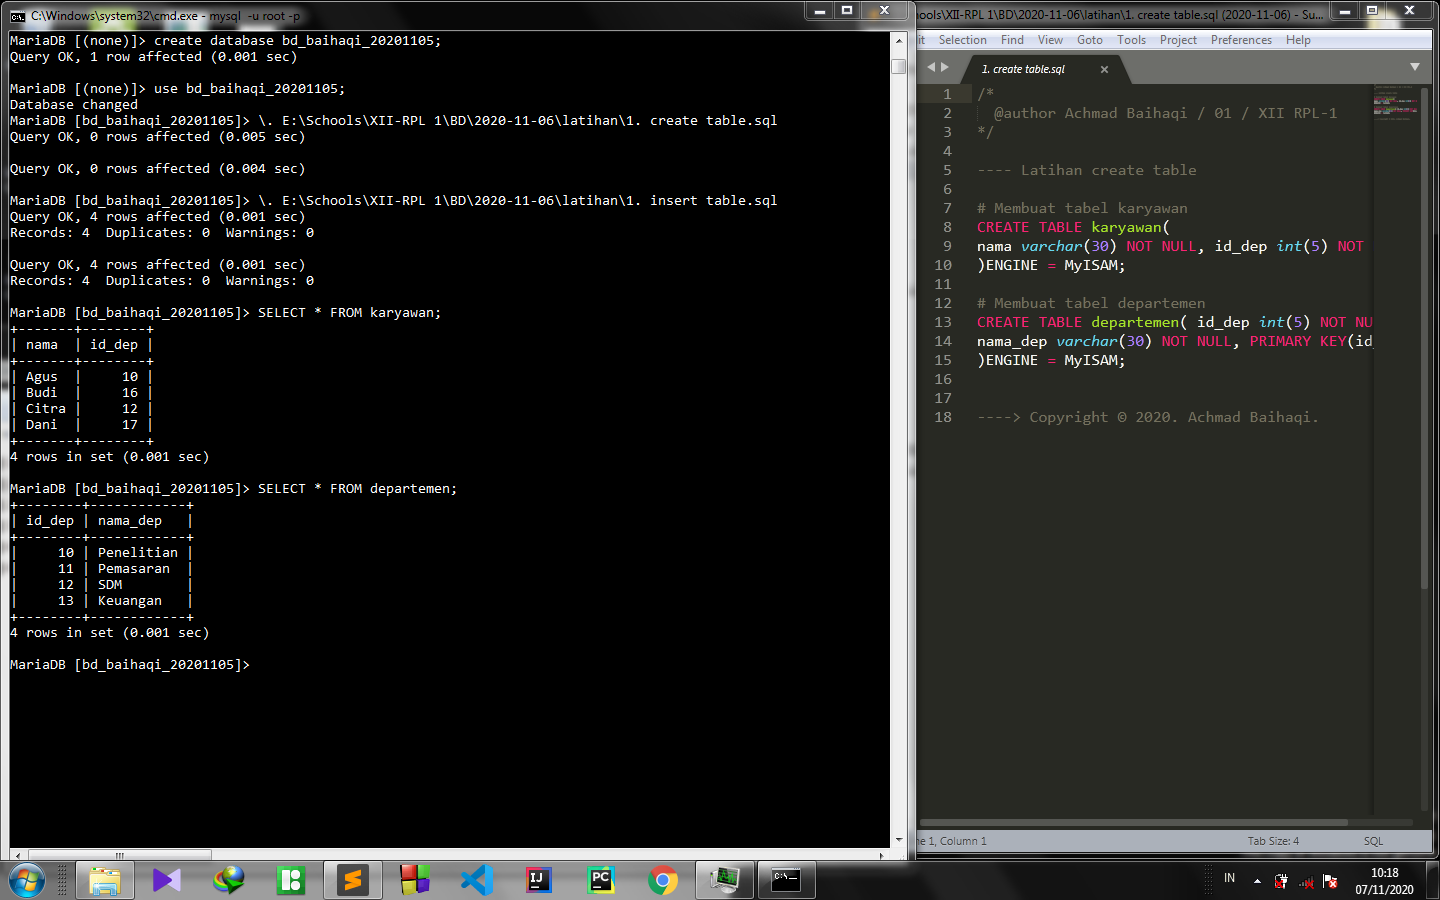 C:\Windows\system32\cmd.exe - mysql  -u root -p
MariaDB [(none)]> create database bd_baihaqi_20201105;
Query OK, 1 row affected (0.001 sec)
MariaDB [(none)]> use bd_baihaqi_20201105;
Database changed
MariaDB [bd_baihaqi_20201105]> \. E:\Schools\XII-RPL 1\BD\2020-11-06\latihan\1. create table.sql
Query OK, 0 rows affected (0.005 sec)
Query OK, 0 rows affected (0.004 sec)
MariaDB [bd_baihaqi_20201105]> \. E:\Schools\XII-RPL 1\BD\2020-11-06\latihan\1. insert table.sql
Query OK, 4 rows affected (0.001 sec)
Records: 4  Duplicates: 0  Warnings: 0
Query OK, 4 rows affected (0.001 sec)
Records: 4  Duplicates: 0  Warnings: 0
MariaDB [bd_baihaqi_20201105]> SELECT * FROM karyawan;
+-------+--------+
| nama  | id_dep |
+-------+--------+
| Agus  |     10 |
| Budi  |     16 |
| Citra |     12 |
| Dani  |     17 |
+-------+--------+
4 rows in set (0.001 sec)
MariaDB [bd_baihaqi_20201105]> SELECT * FROM departemen;
+--------+------------+
| id_dep | nama_dep   |
+--------+------------+
|     10 | Penelitian |
|     11 | Pemasaran  |
|     12 | SDM        |
|     13 | Keuangan   |
+--------+------------+
4 rows in set (0.001 sec)
MariaDB [bd_baihaqi_20201105]>
ools\XII-RPL 1\BD\2020-11-06\latihan\1. create table.sql (2020-11-06) - Su...
it Selection Find View Goto Tools Project Preferences Help
1. create table.sql
1 /*
2   @author Achmad Baihaqi / 01 / XII RPL-1
3 */
4
5 ---- Latihan create table
6
7 # Membuat tabel karyawan
8 CREATE TABLE karyawan(
9 nama varchar(30) NOT NULL, id_dep int(5) NOT
10 )ENGINE = MyISAM;
11
12 # Membuat tabel departemen
13 CREATE TABLE departemen( id_dep int(5) NOT NU
14 nama_dep varchar(30) NOT NULL, PRIMARY KEY(id_
15 )ENGINE = MyISAM;
16
17
18 ----> Copyright © 2020. Achmad Baihaqi.
ne 1, Column 1
Tab Size: 4
SQL
IJ
PC
IN
10:18
07/11/2020